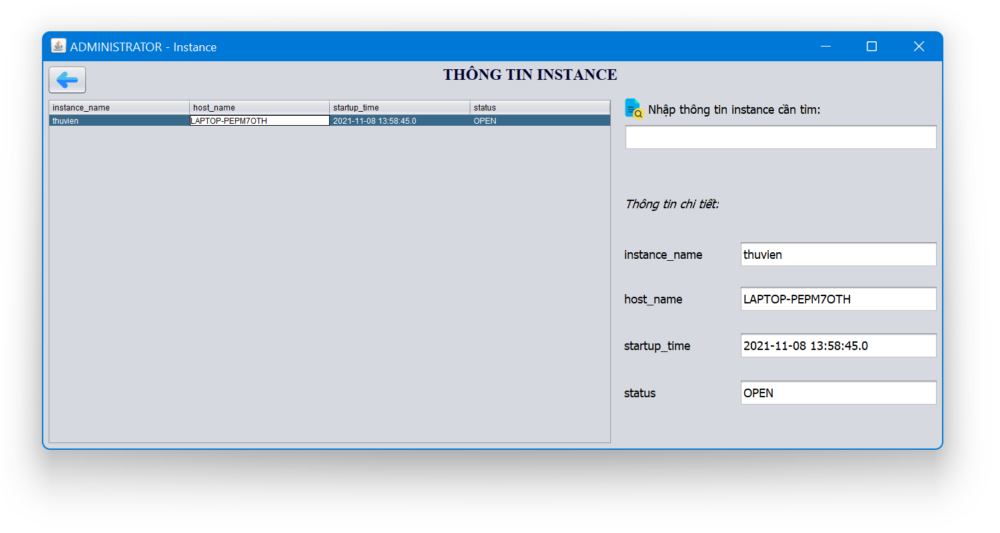 ADMINISTRATOR - Instance
THÔNG TIN INSTANCE
instance_name host_name startup_time status
thuvien LAPTOP-PEPM7OTH 2021-11-08 13:58:45.0 OPEN
Nhập thông tin instance cần tìm:
Thông tin chi tiết:
instance_name thuvien
host_name LAPTOP-PEPM7OTH
startup_time 2021-11-08 13:58:45.0
status OPEN